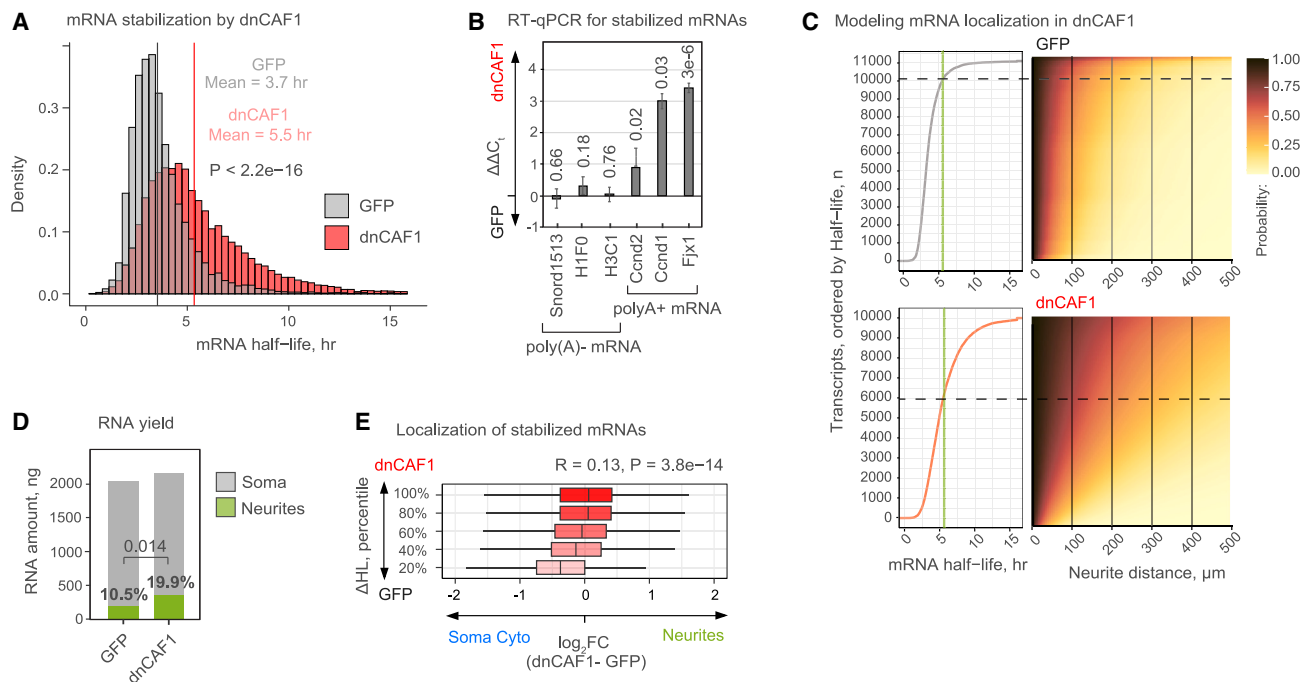 A
mRNA stabilization by dnCAF1
GFP
Mean = 3.7 hr
dnCAF1
Mean = 5.5 hr
P < 2.2e−16
GFP
dnCAF1
Density
0.3
0.2
0.1
0.0
0
5
10
15
mRNA half−life, hr
B
RT-qPCR for stabilized mRNAs
dnCAF1
GFP
ΔΔCt
4
3
2
1
0
-1
0.66
0.18
0.76
0.02
0.03
3e-6
Snord1513
H1F0
H3C1
Ccnd2
Ccnd1
Fjx1
polyA+ mRNA
poly(A)- mRNA
C
Modeling mRNA localization in dnCAF1
GFP
11000
10000
9000
8000
7000
6000
5000
4000
3000
2000
1000
0
0
5
10
15
0
100
200
300
400
500
1.00
0.75
0.50
0.25
0.00
Probability:
Transcripts, ordered by Half-life, n
dnCAF1
10000
9000
8000
7000
6000
5000
4000
3000
2000
1000
0
0
5
10
15
0
100
200
300
400
500
mRNA half-life, hr
Neurite distance, µm
D
RNA yield
Soma
Neurites
RNA amount, ng
2000
1500
1000
500
0
0.014
10.5%
19.9%
GFP
dnCAF1
E
Localization of stabilized mRNAs
dnCAF1
R = 0.13, P = 3.8e−14
ΔHL, percentile
100%
80%
60%
40%
20%
GFP
-2
-1
0
1
2
Soma Cyto
Neurites
log2FC
(dnCAF1- GFP)